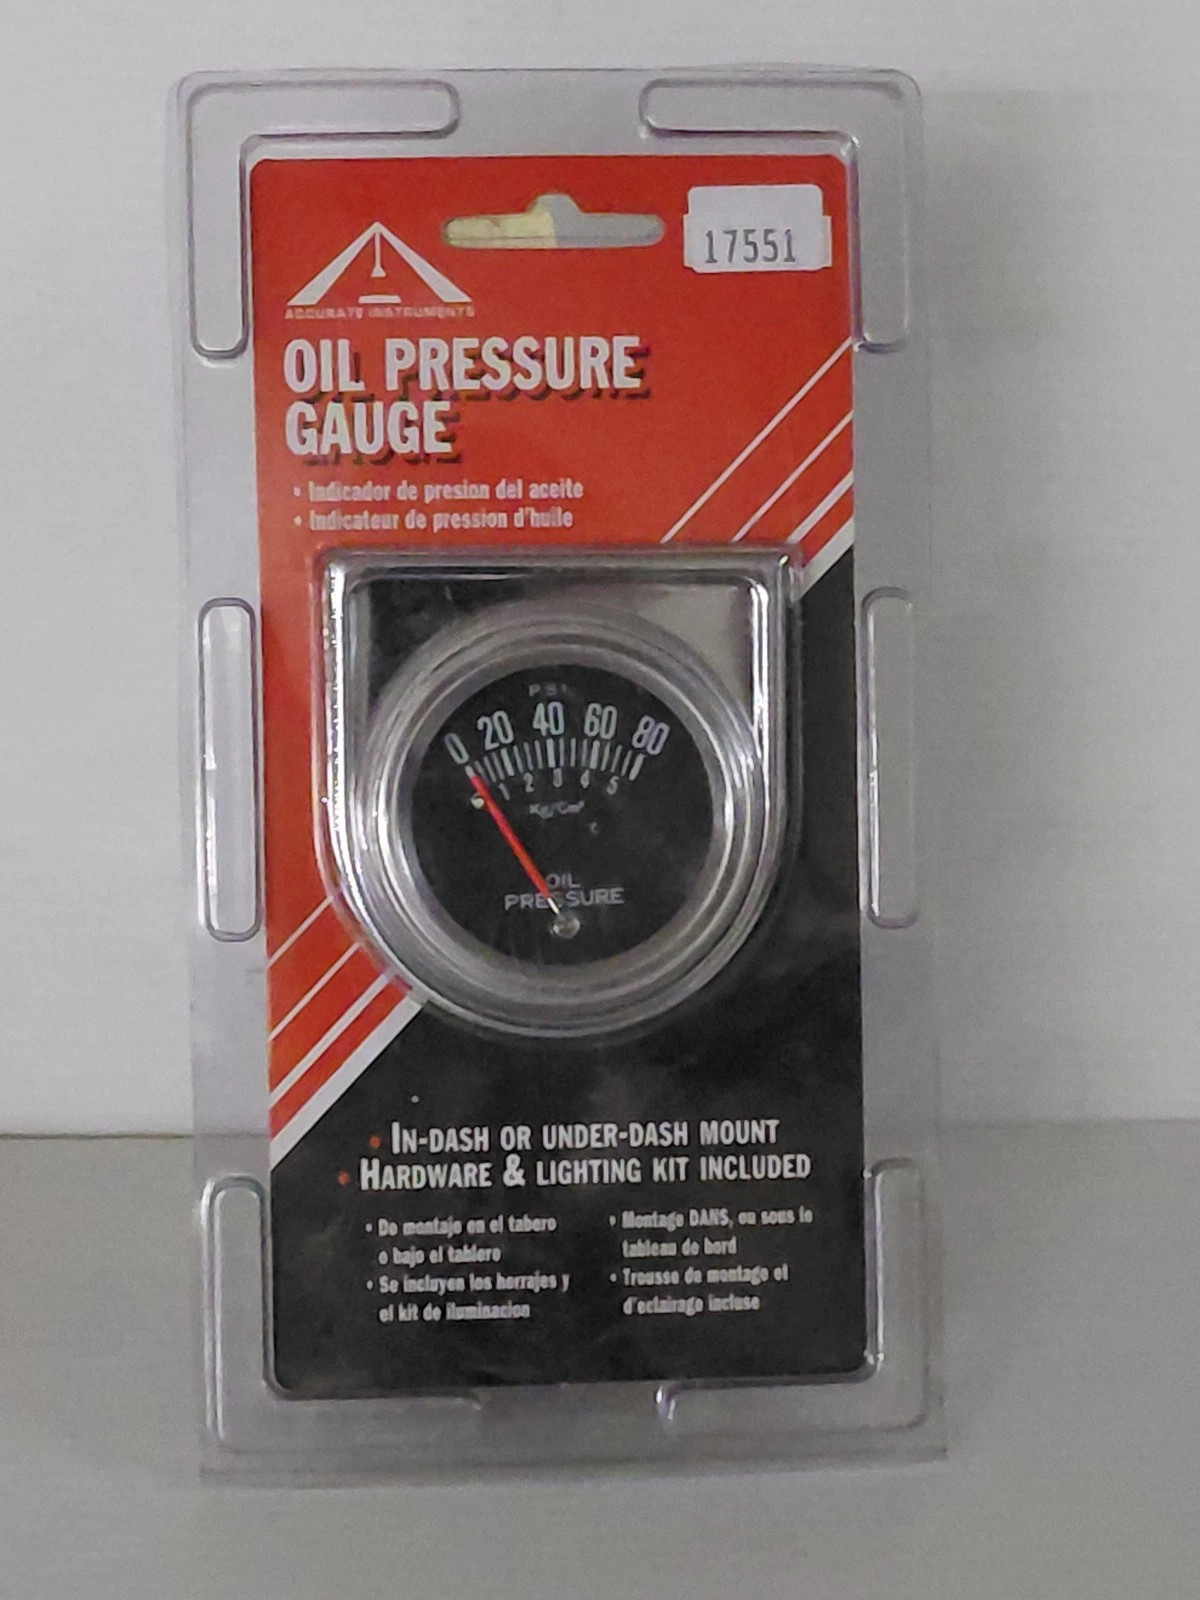 17551
ACCURATE INSTRUMENTS
OIL PRESSURE
GAUGE
• Indicador de presion del aceite
• Indicateur de pression d'huile
PSI
0 20 40 60 80
1 2 3 4 5
Kg/Cm²
OIL
PRESSURE
• IN-DASH OR UNDER-DASH MOUNT
• HARDWARE & LIGHTING KIT INCLUDED
• De montaje en el tabero
o bajo el tablero
• Se incluyen los herrajes y
el kit de iluminacion
• Montage DANS, ou sous le
tableau de bord
• Trousse de montage et
d'eclairage incluse